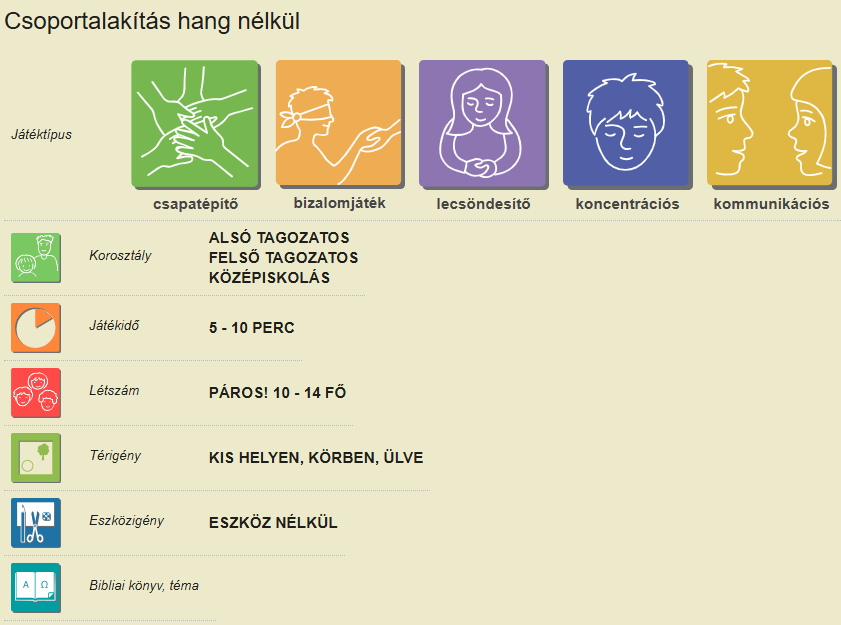 Csoportalakítás hang nélkül
Játéktípus
csapatépítő
bizalomjáték
lecsöndesítő
koncentrációs
kommunikációs
Korosztály
ALSÓ TAGOZATOS
FELSŐ TAGOZATOS
KÖZÉPISKOLÁS
Játékidő
5 - 10 PERC
Létszám
PÁROS! 10 - 14 FŐ
Térigény
KIS HELYEN, KÖRBEN, ÜLVE
Eszközigény
ESZKÖZ NÉLKÜL
Α Ω
Bibliai könyv, téma